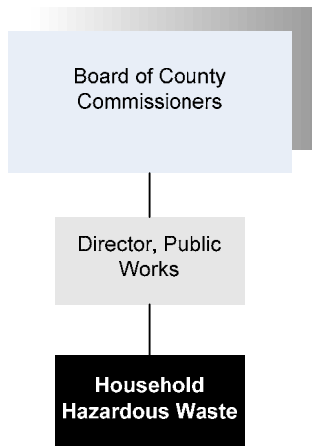 Board of County
Commissioners
Director, Public
Works
Household
Hazardous Waste